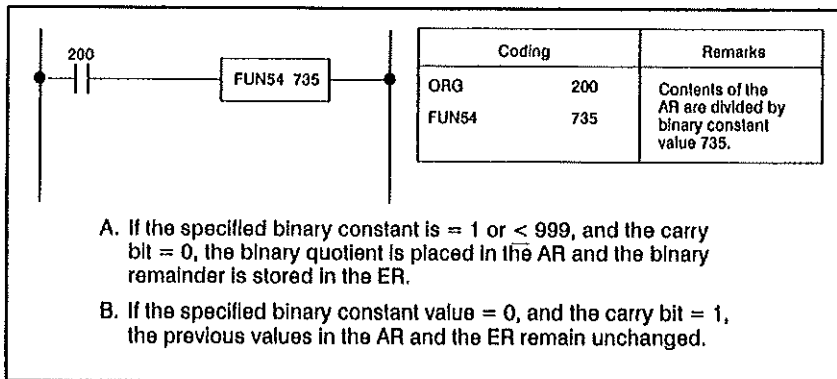 200
FUN54 735
Coding Remarks
ORG 200
FUN54 735
Contents of the
AR are divided by
binary constant
value 735.
A. If the specified binary constant is = 1 or ≤ 999, and the carry
bit = 0, the binary quotient is placed in the AR and the binary
remainder is stored in the ER.
B. If the specified binary constant value = 0, and the carry bit = 1,
the previous values in the AR and the ER remain unchanged.